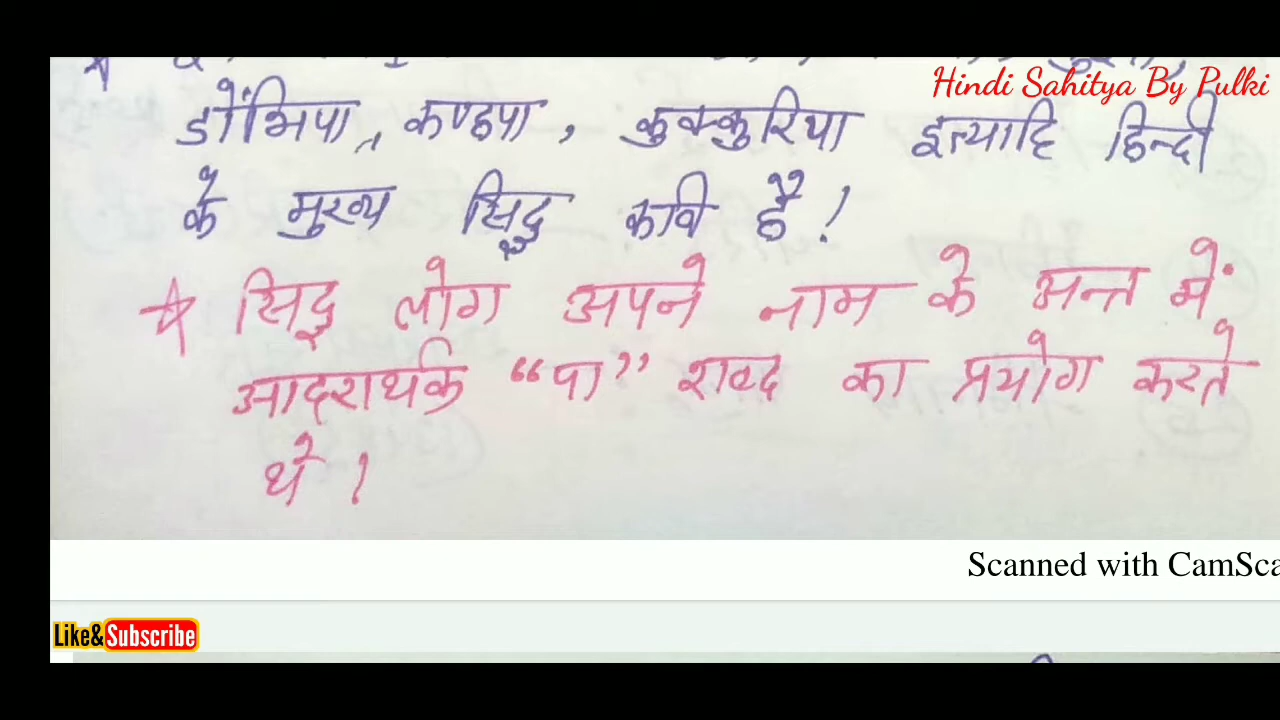 Hindi Sahitya By Pulki
डोंभिपा, कण्हपा, कुक्कुरिया इत्यादि हिन्दी
के मुख्य सिद्ध कवि है!
☆ सिद्ध लोग अपने नाम के अन्त में
आदरार्थक “पा” शब्द का प्रयोग करते
थे ।
Scanned with CamSca
Like& Subscribe